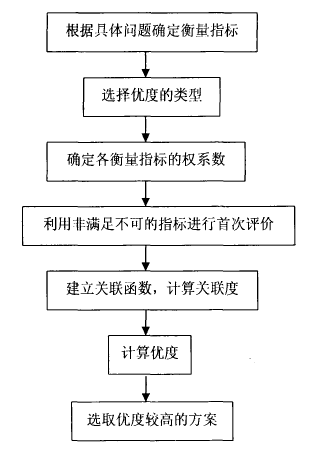 根据具体问题确定衡量指标
选择优度的类型
确定各衡量指标的权系数
利用非满足不可的指标进行首次评价
建立关联函数，计算关联度
计算优度
选取优度较高的方案